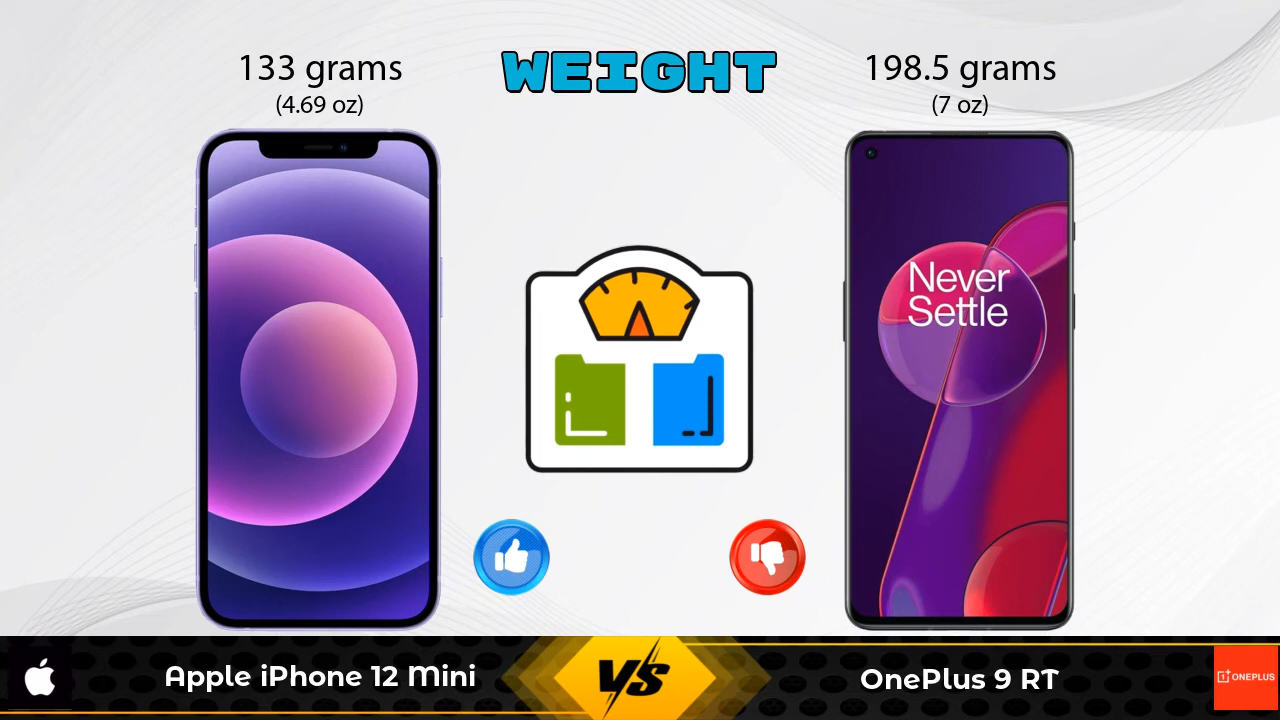 WEIGHT
133 grams
(4.69 oz)
198.5 grams
(7 oz)
Never
Settle
Apple iPhone 12 Mini
VS
OnePlus 9 RT
1+ ONEPLUS